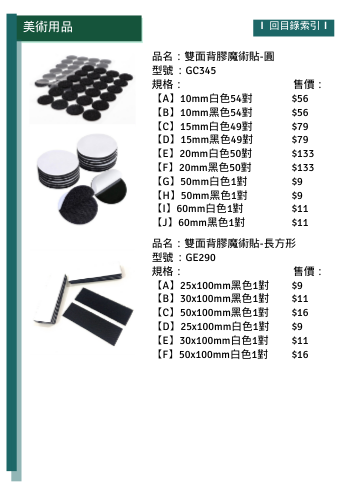 美術用品
回目錄索引
品名：雙面背膠魔術貼-圓
型號：GC345
規格： 售價：
【A】10mm白色54對 $56
【B】10mm黑色54對 $56
【C】15mm白色49對 $79
【D】15mm黑色49對 $79
【E】20mm白色50對 $133
【F】20mm黑色50對 $133
【G】50mm白色1對 $9
【H】50mm黑色1對 $9
【I】60mm白色1對 $11
【J】60mm黑色1對 $11
品名：雙面背膠魔術貼-長方形
型號：GE290
規格： 售價：
【A】25x100mm黑色1對 $9
【B】30x100mm黑色1對 $11
【C】50x100mm黑色1對 $16
【D】25x100mm白色1對 $9
【E】30x100mm白色1對 $11
【F】50x100mm白色1對 $16